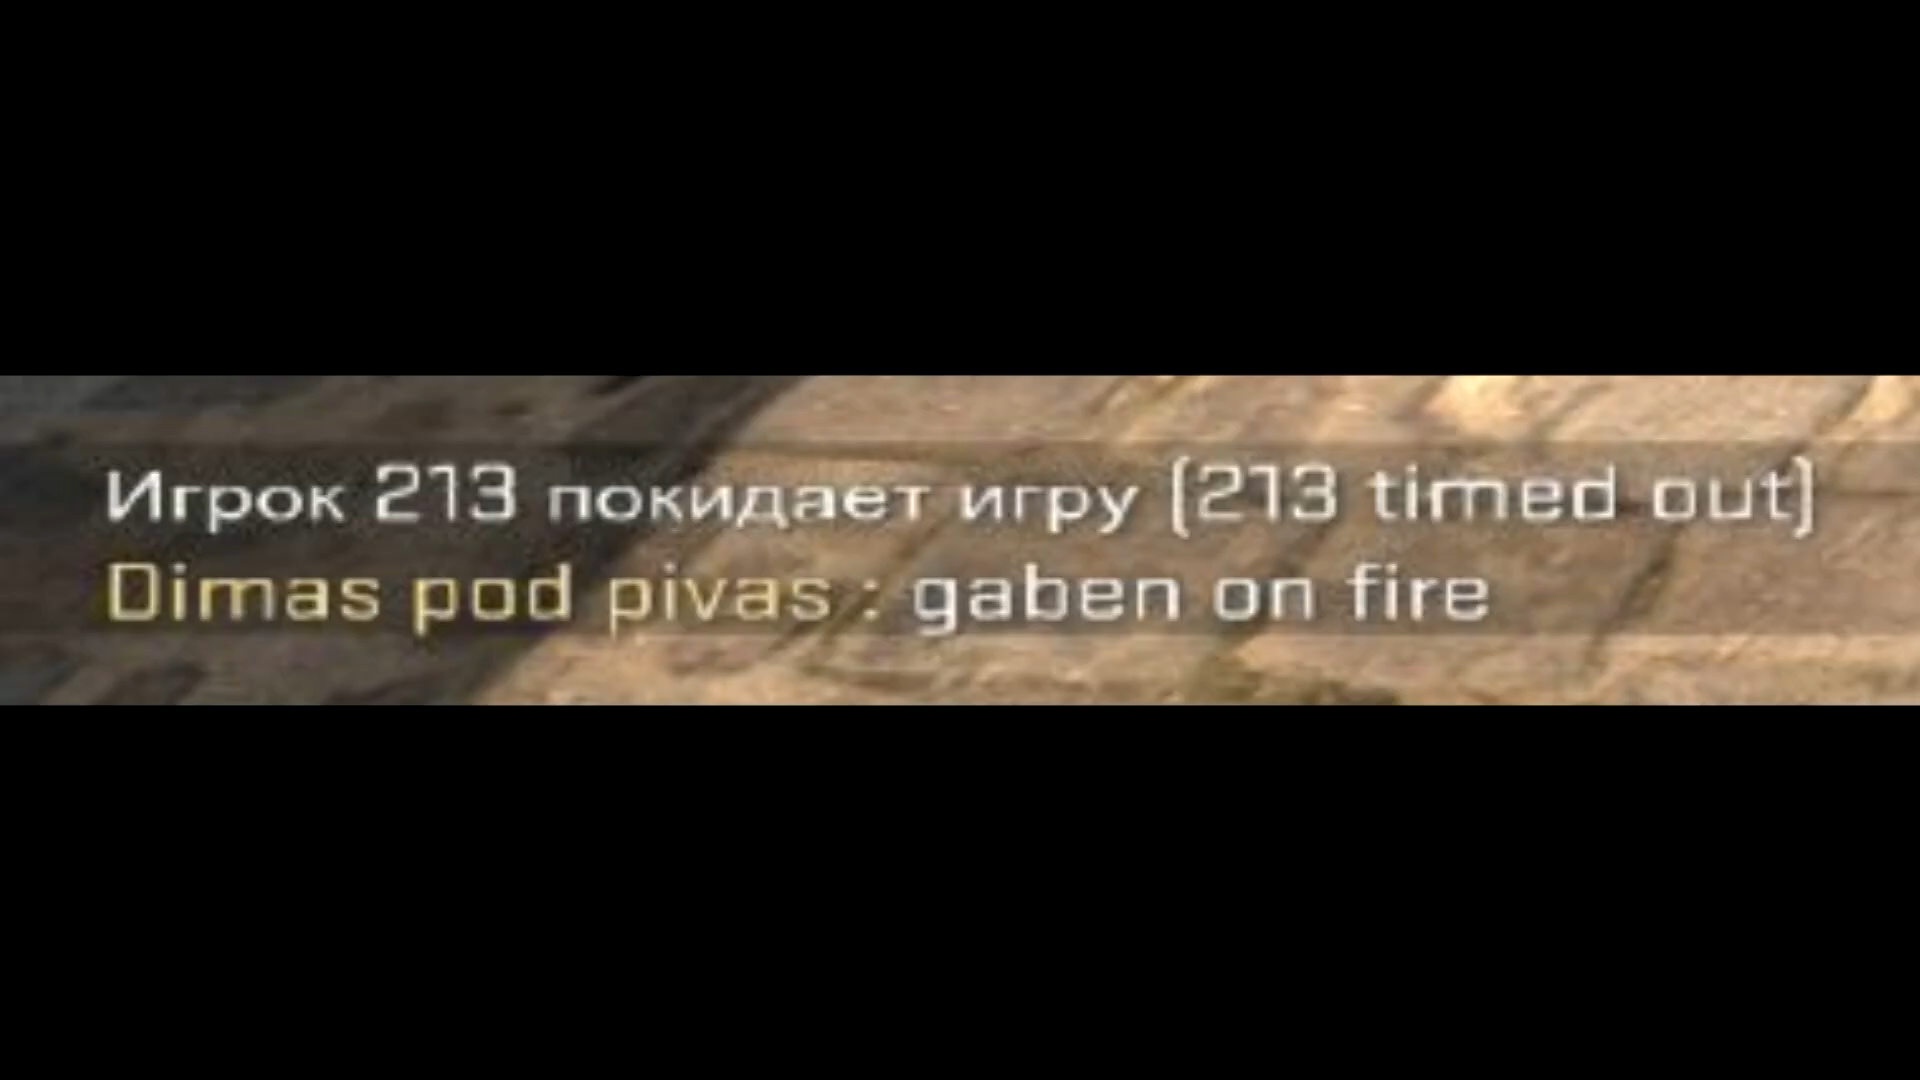 Игрок 213 покидает игру (213 timed out)
Dimas pod pivas : gaben on fire